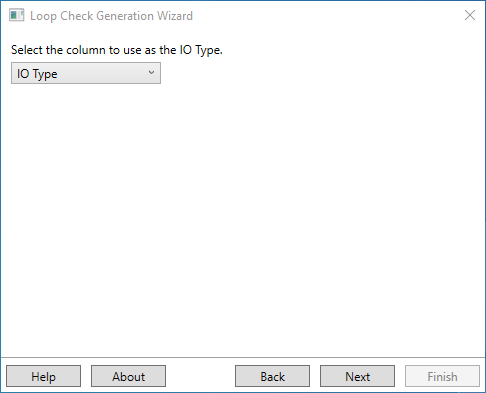 Loop Check Generation Wizard
Select the column to use as the IO Type.
IO Type
Help About Back Next Finish